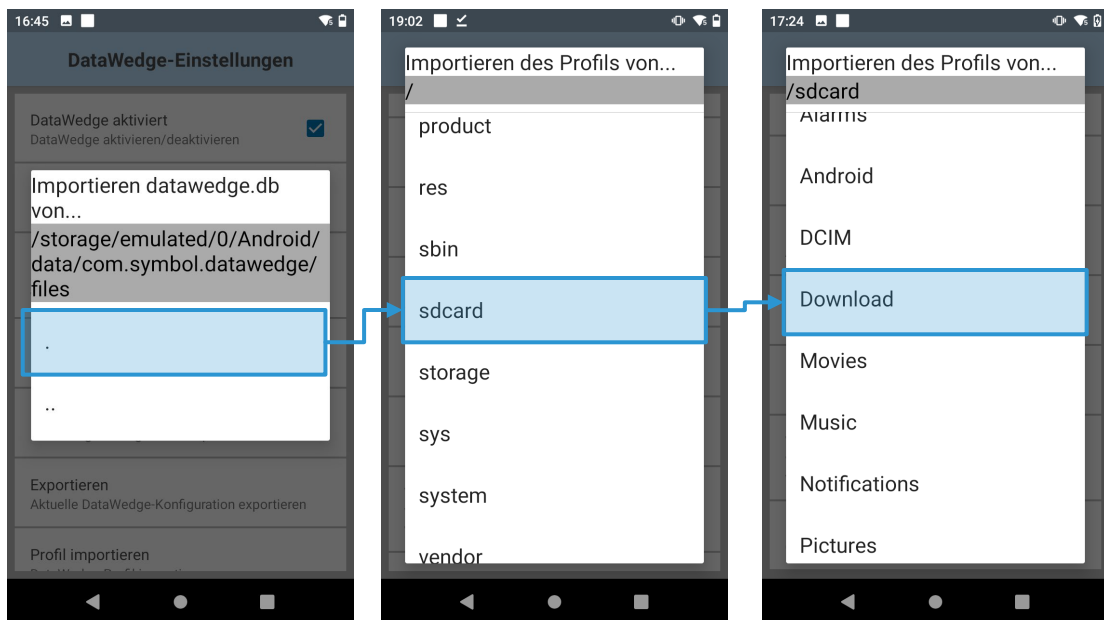 16:45
DataWedge-Einstellungen
DataWedge aktiviert
DataWedge aktivieren/deaktivieren
Importieren datawedge.db
von...
/storage/emulated/0/Android/
data/com.symbol.datawedge/
files
.
..
Exportieren
Aktuelle DataWedge-Konfiguration exportieren
Profil importieren
19:02
Importieren des Profils von...
/
product
res
sbin
sdcard
storage
sys
system
vendor
17:24
Importieren des Profils von...
/sdcard
Alarms
Android
DCIM
Download
Movies
Music
Notifications
Pictures